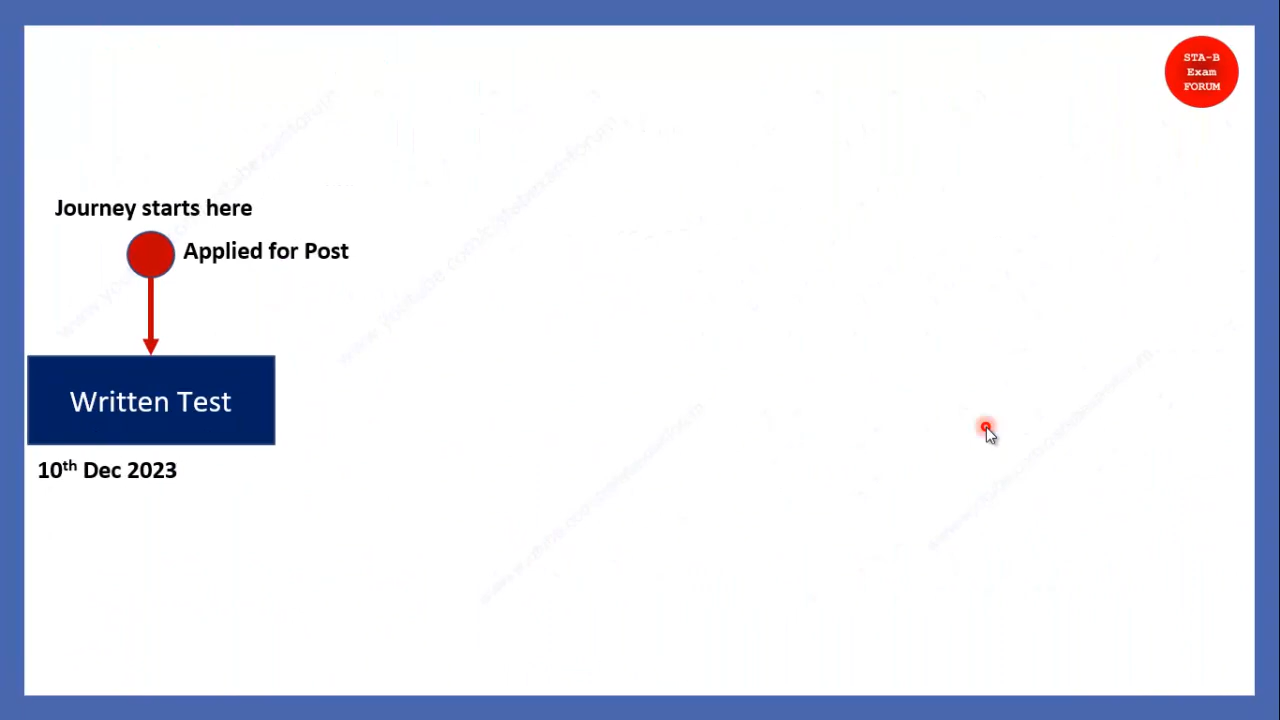 STA-B
Exam
FORUM
Journey starts here
Applied for Post
Written Test
10th Dec 2023